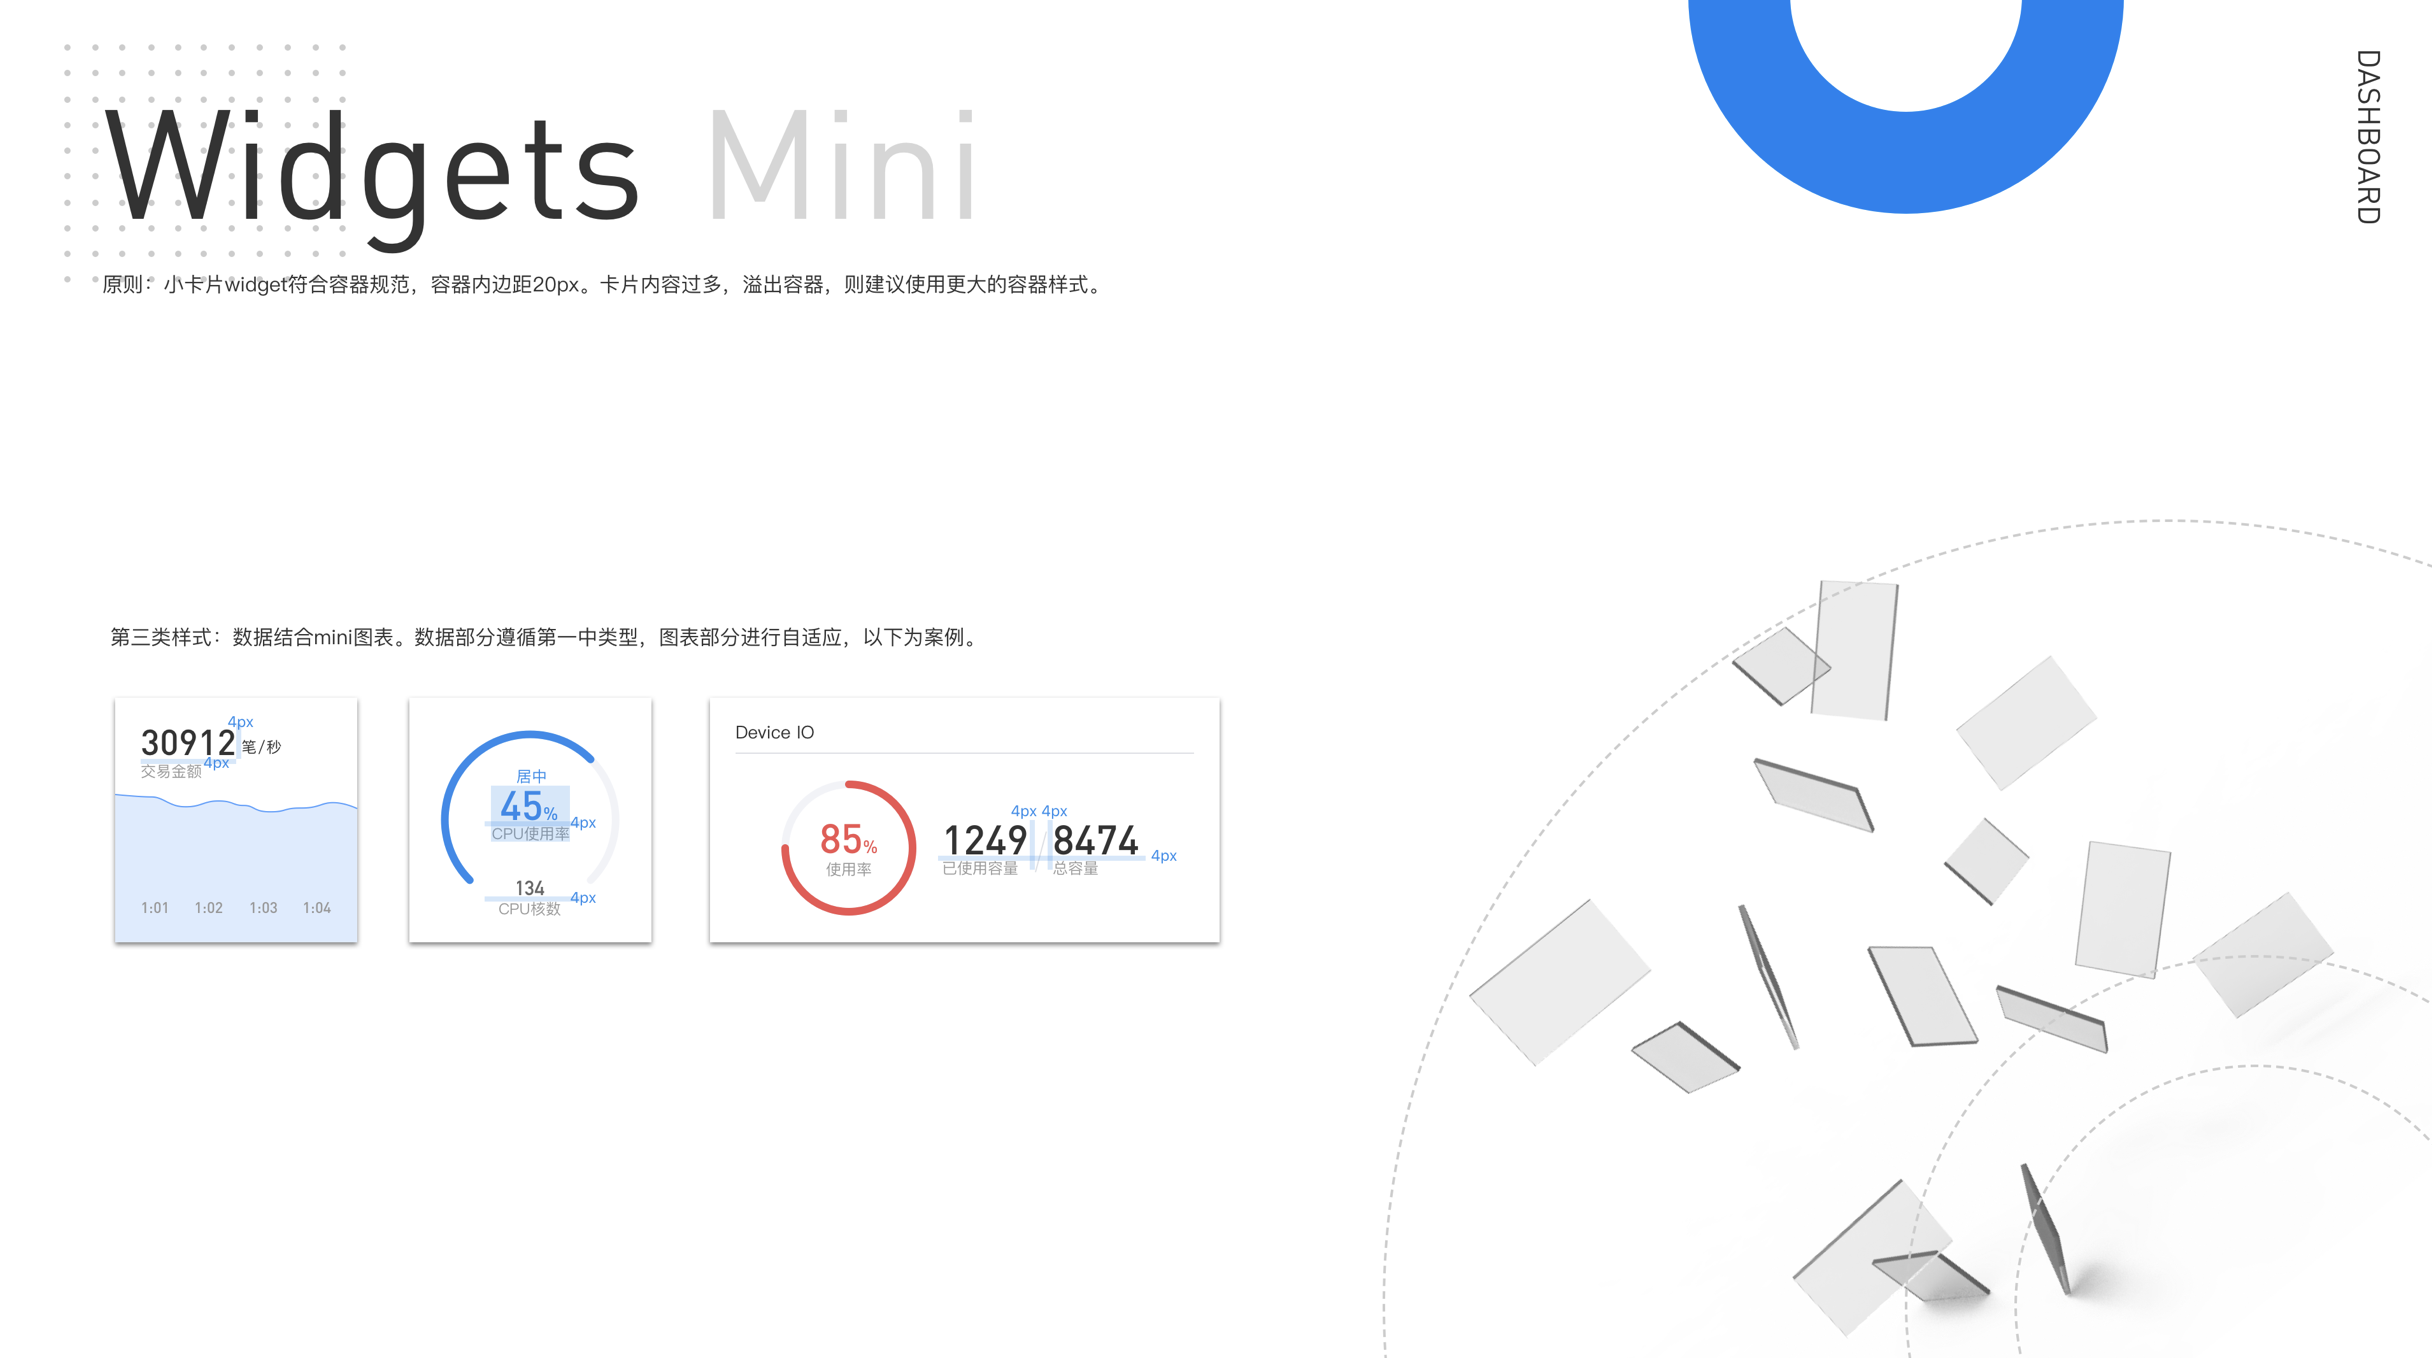 Widgets Mini
DASHBOARD
原则：小卡片widget符合容器规范，容器内边距20px。卡片内容过多，溢出容器，则建议使用更大的容器样式。
第三类样式：数据结合mini图表。数据部分遵循第一中类型，图表部分进行自适应，以下为案例。
4px
30912 笔/秒
交易金额 4px
1:01 1:02 1:03 1:04
居中
45%
CPU使用率 4px
134
CPU核数 4px
Device IO
85%
使用率
4px 4px
1249 / 8474
已使用容量 总容量 4px